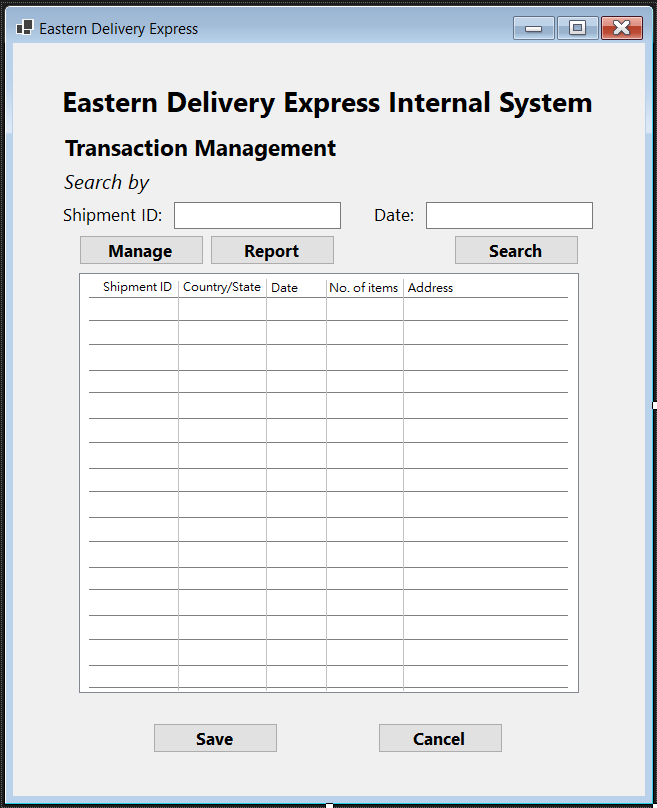 Eastern Delivery Express
Eastern Delivery Express Internal System
Transaction Management
Search by
Shipment ID: Date:
Manage Report Search
Shipment ID Country/State Date No. of items Address
Save Cancel